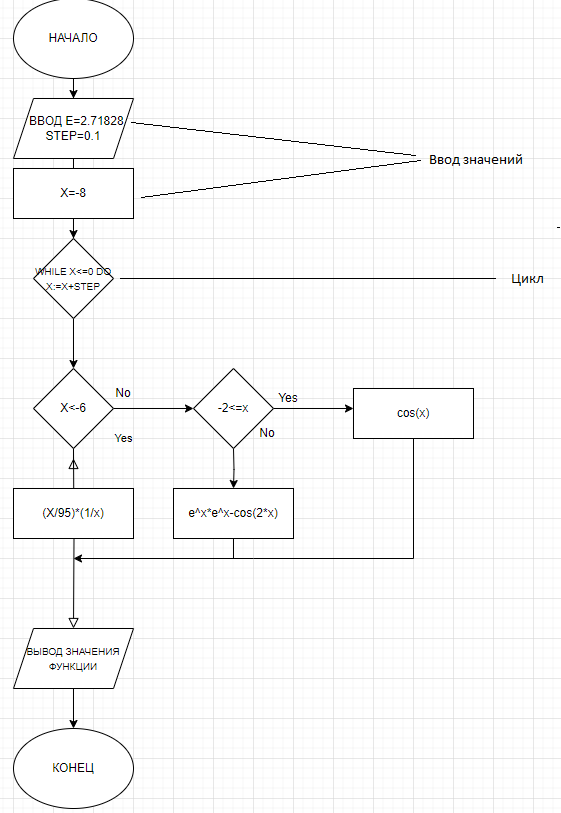 НАЧАЛО
ВВОД E=2.71828
STEP=0.1
Ввод значений
X=-8
WHILE X<=0 DO
X:=X+STEP
Цикл
X<-6
No
Yes
-2<=x
Yes
No
cos(x)
(X/95)*(1/x)
e^x*e^x-cos(2*x)
ВЫВОД ЗНАЧЕНИЯ
ФУНКЦИИ
КОНЕЦ